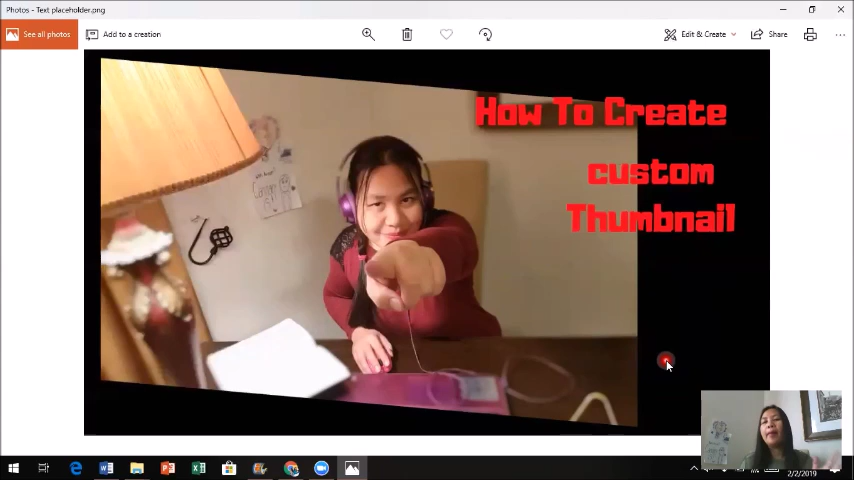 Photos - Text placeholder.png
See all photos
Add to a creation
Edit & Create
Share
How To Create
custom
Thumbnail
2/2/2019